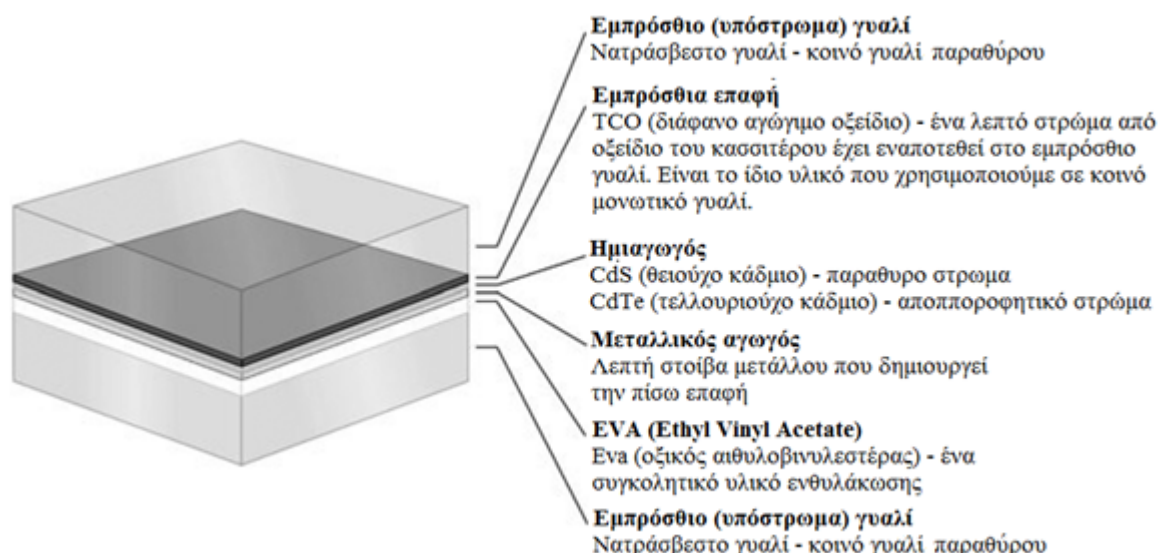 Εμπρόσθιο (υπόστρωμα) γυαλί
Νατράσβεστο γυαλί - κοινό γυαλί παραθύρου
Εμπρόσθια επαφή
TCO (διάφανο αγώγιμο οξείδιο) - ένα λεπτό στρώμα από
οξείδιο του κασσιτέρου έχει εναποτεθεί στο εμπρόσθιο
γυαλί. Είναι το ίδιο υλικό που χρησιμοποιούμε σε κοινό
μονωτικό γυαλί.
Ημιαγωγός
CdS (θειούχο κάδμιο) - παραθυρο στρωμα
CdTe (τελλουριούχο κάδμιο) - αποπποροφητικό στρώμα
Μεταλλικός αγωγός
Λεπτή στοίβα μετάλλου που δημιουργεί
την πίσω επαφή
EVA (Ethyl Vinyl Acetate)
Eva (οξικός αιθυλοβινυλεστέρας) - ένα
συγκολητικό υλικό ενθυλάκωσης
Εμπρόσθιο (υπόστρωμα) γυαλί
Νατράσβεστο γυαλί - κοινό γυαλί παραθύρου